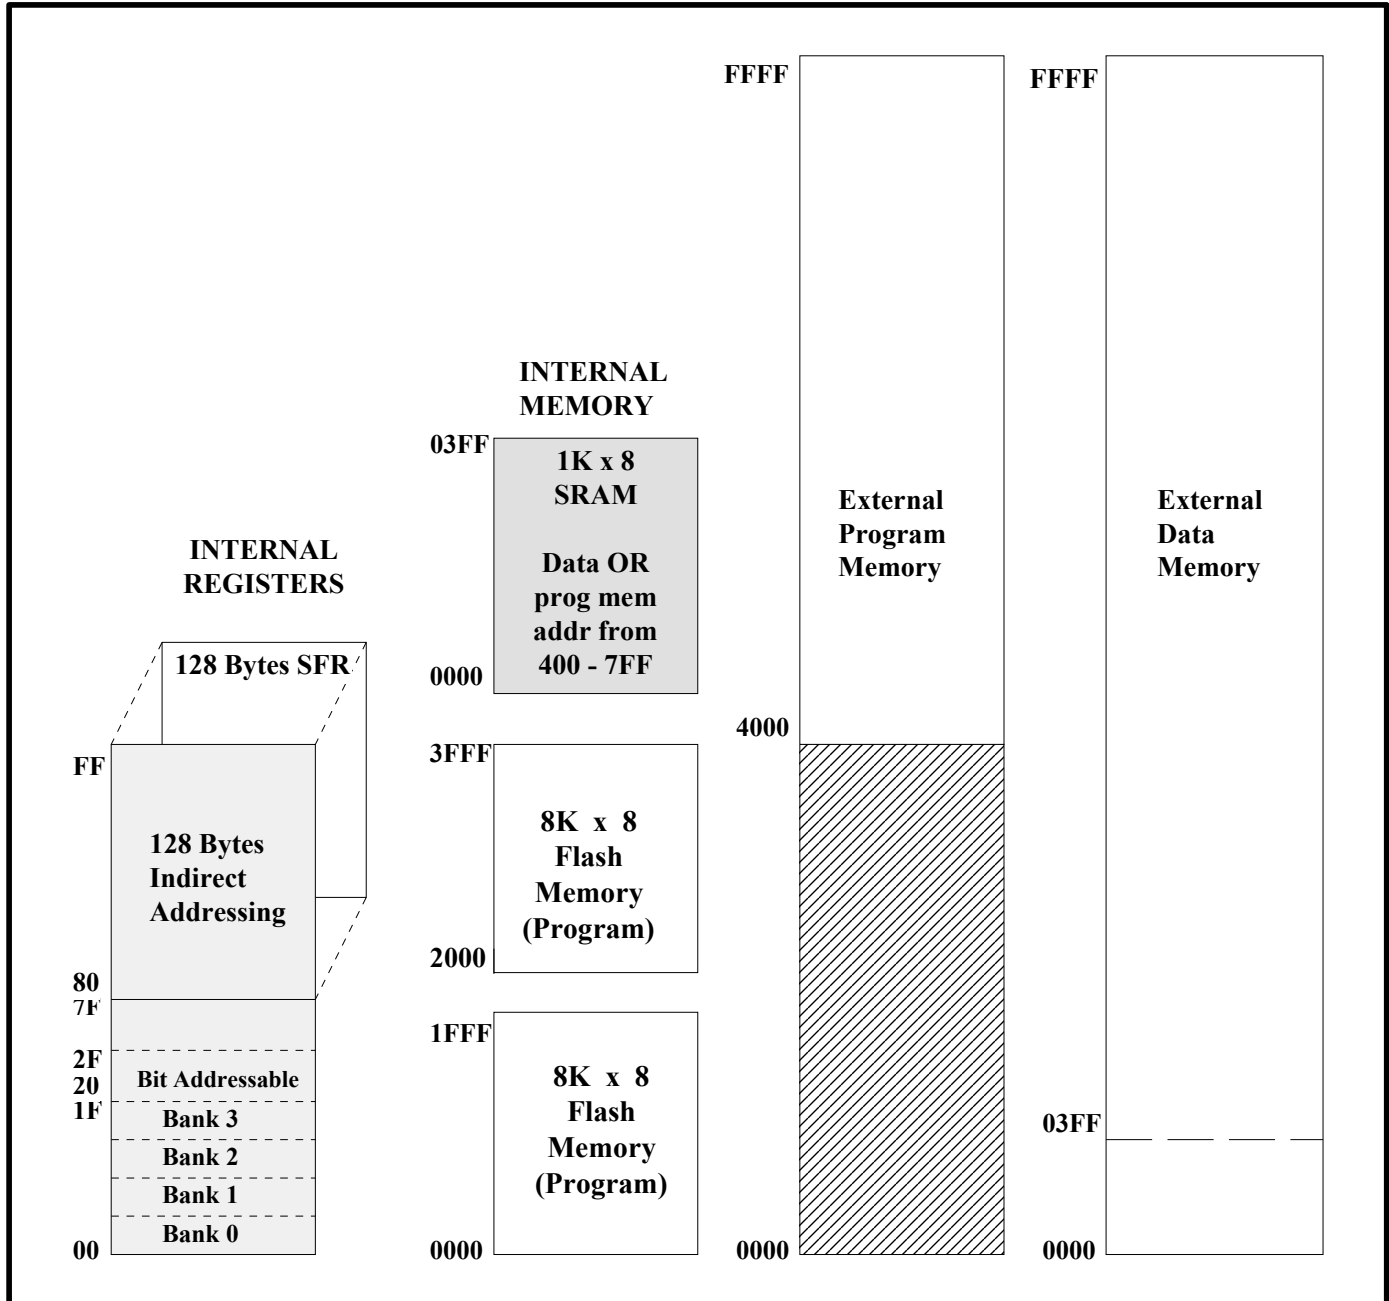 INTERNAL
REGISTERS
128 Bytes SFR
FF
128 Bytes
Indirect
Addressing
80
7F
2F
Bit Addressable
20
1F
Bank 3
Bank 2
Bank 1
Bank 0
00
INTERNAL
MEMORY
03FF
1K x 8
SRAM
Data OR
prog mem
addr from
400 - 7FF
0000
3FFF
8K x 8
Flash
Memory
(Program)
2000
1FFF
8K x 8
Flash
Memory
(Program)
0000
FFFF
External
Program
Memory
4000
0000
FFFF
External
Data
Memory
03FF
0000